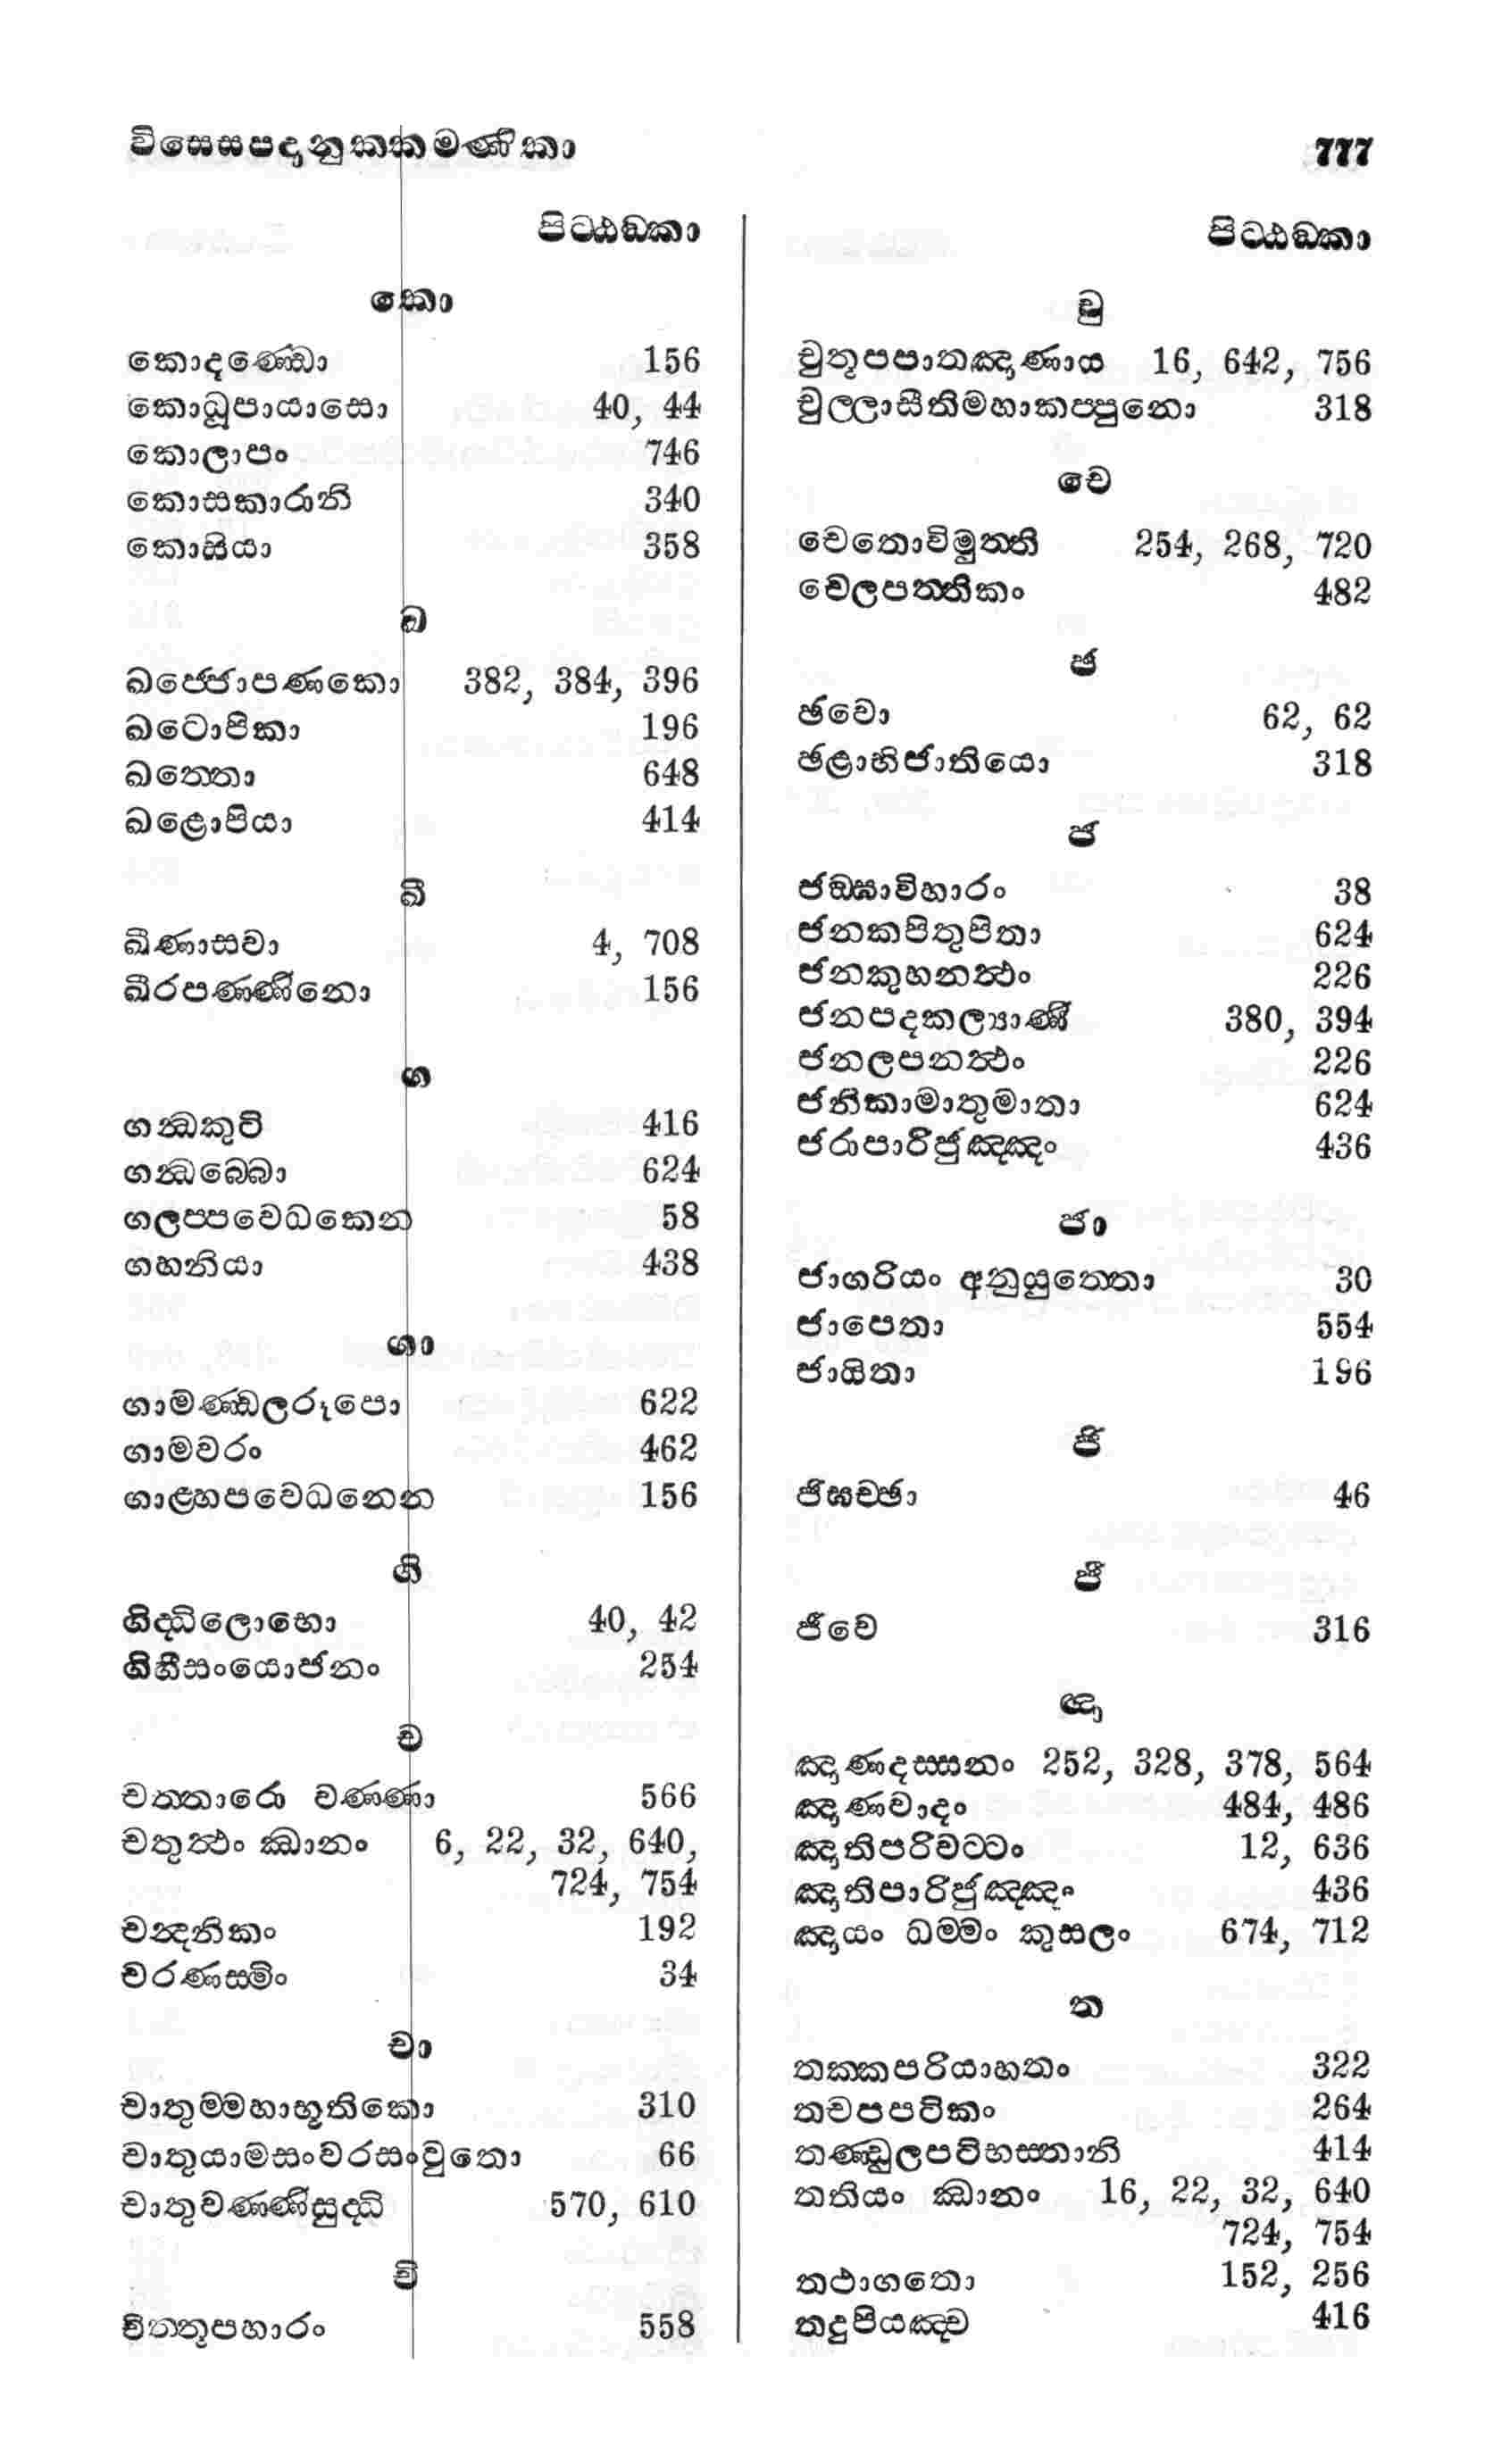 විසෙසපදානුක්කමණිකා 777
පිට්ඨඞ්කා
කො
කොදණ්ඩො 156
කොධූපායාසො 40, 44
කොලාපං 746
කොසකාරානි 340
කොසියා 358
ඛ
ඛජ්ජොපණකො 382, 384, 396
ඛටොපිකා 196
ඛත්තො 648
ඛළොපියා 414
ඛී
ඛීණාසවා 4, 708
ඛීරපණ්ණිනො 156
ග
ගන්ධකුටි 416
ගන්ධබ්බො 624
ගලප්පවෙධකෙන 58
ගහනියා 438
ගා
ගාමණ්ඩලරූපො 622
ගාමවරං 462
ගාළ්හපවෙධනෙන 156
ගි
ගිද්ධිලොභො 40, 42
ගිහීසංයොජනං 254
ච
චත්තාරො වණ්ණා 566
චතුත්ථං ඣානං 6, 22, 32, 640,
724, 754
චන්දනිකං 192
චරණස්මිං 34
චා
චාතුම්මහාභූතිකො 310
චාතුයාමසංවරසංවුතො 66
චාතුවණ්ණිසුද්ධි 570, 610
චි
චිත්තූපහාරං 558
පිට්ඨඞ්කා
චු
චුතූපපාතඤාණාය 16, 642, 756
චුල්ලාසීතිමහාකප්පුනො 318
චෙ
චෙතොවිමුත්ති 254, 268, 720
චෙලපත්තිකං 482
ඡ
ඡවො 62, 62
ඡළාභිජාතියො 318
ජ
ජඞ්ඝාවිහාරං 38
ජනකපිතුපිතා 624
ජනකුහනත්ථං 226
ජනපදකල්‍යාණි 380, 394
ජනලපනත්ථං 226
ජනිකාමාතුමාතා 624
ජරාපාරිජුඤ්ඤං 436
ජා
ජාගරියං අනුයුත්තො 30
ජාපෙතා 554
ජායිතා 196
ජි
ජිඝච්ඡා 46
ජී
ජීවෙ 316
ඤා
ඤාණදස්සනං 252, 328, 378, 564
ඤාණවාදං 484, 486
ඤාතිපරිවට්ටං 12, 636
ඤාතිපාරිජුඤ්ඤං 436
ඤායං ධම්මං කුසලං 674, 712
ත
තක්කපරියාහතං 322
තචපපටිකං 264
තණ්ඩුලපටිභස්තානි 414
තතියං ඣානං 16, 22, 32, 640
724, 754
තථාගතො 152, 256
තදුපියඤ්ච 416